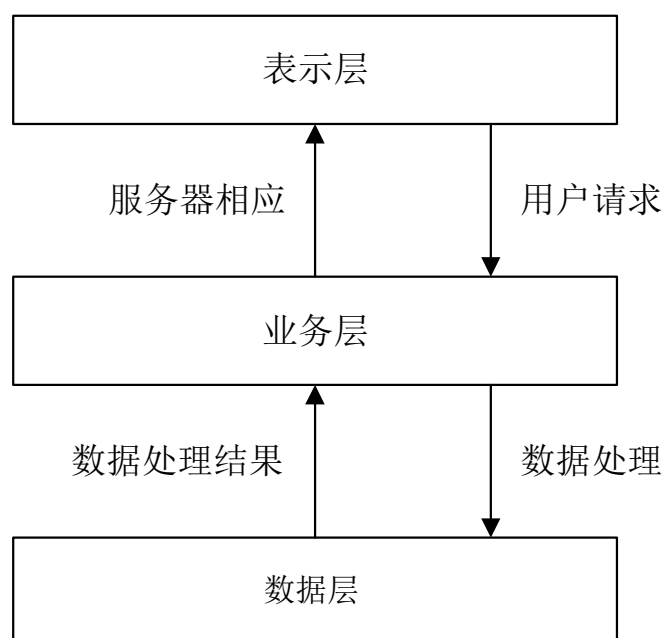 表示层
服务器相应
用户请求
业务层
数据处理结果
数据处理
数据层